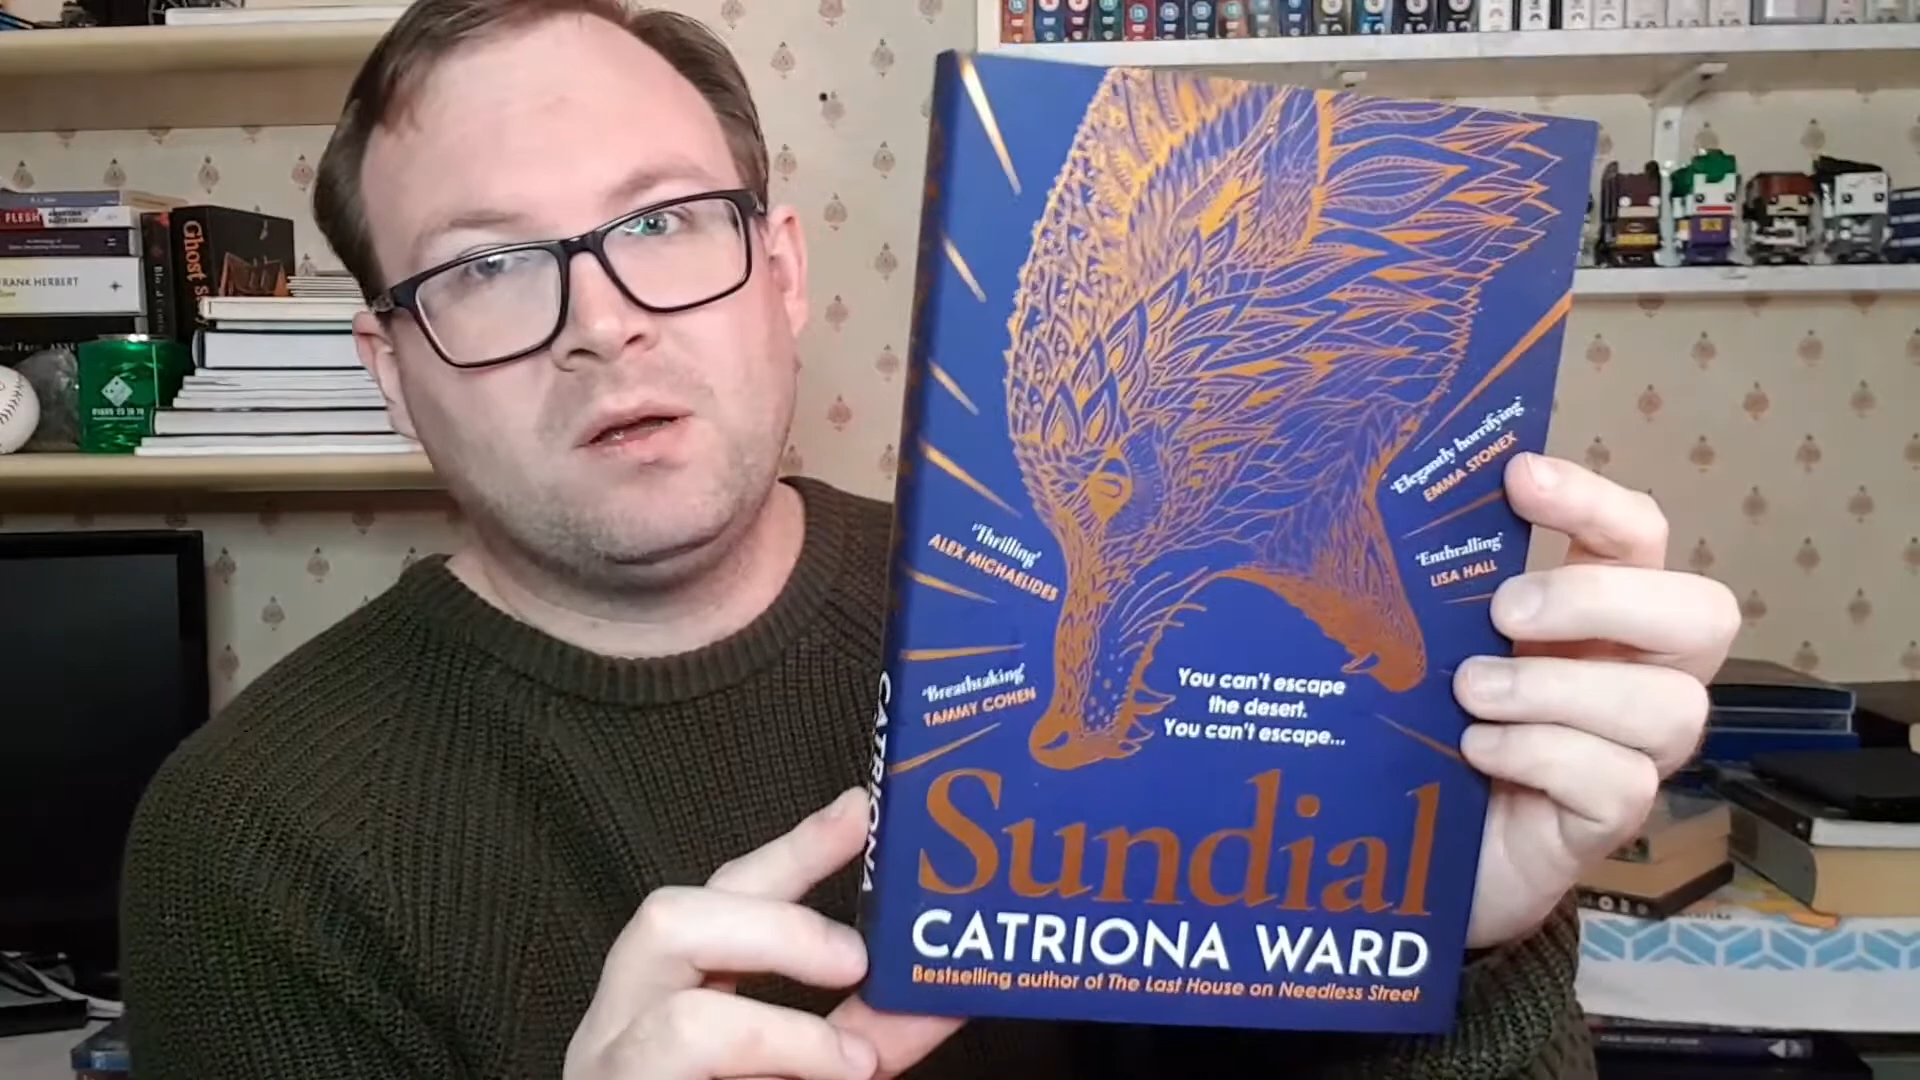 FLESH
FRANK HERBERT
Ghost
'Elegantly horrifying'
EMMA STONEX
'Thrilling'
ALEX MICHAELIDES
'Enthralling'
LISA HALL
'Breathtaking'
TAMMY COHEN
You can't escape
the desert.
You can't escape...
Sundial
CATRIONA WARD
Bestselling author of The Last House on Needless Street
CATRIONA